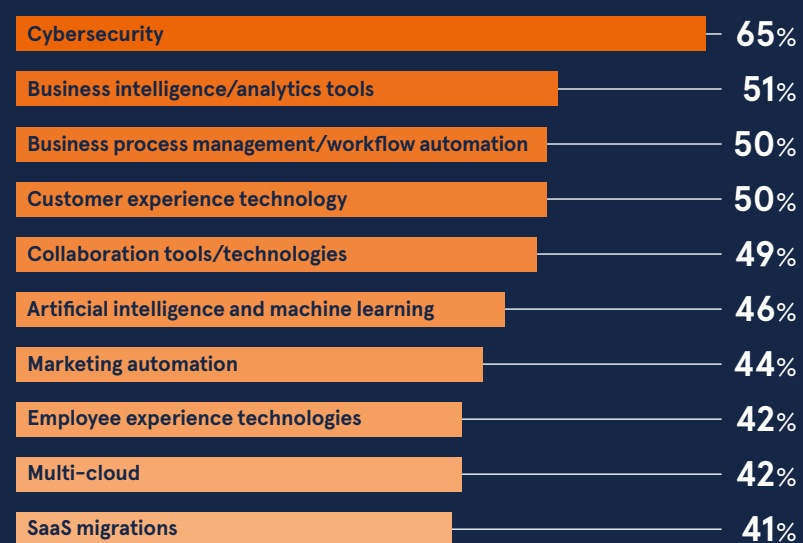 Cybersecurity 65%
Business intelligence/analytics tools 51%
Business process management/workflow automation 50%
Customer experience technology 50%
Collaboration tools/technologies 49%
Artificial intelligence and machine learning 46%
Marketing automation 44%
Employee experience technologies 42%
Multi-cloud 42%
SaaS migrations 41%